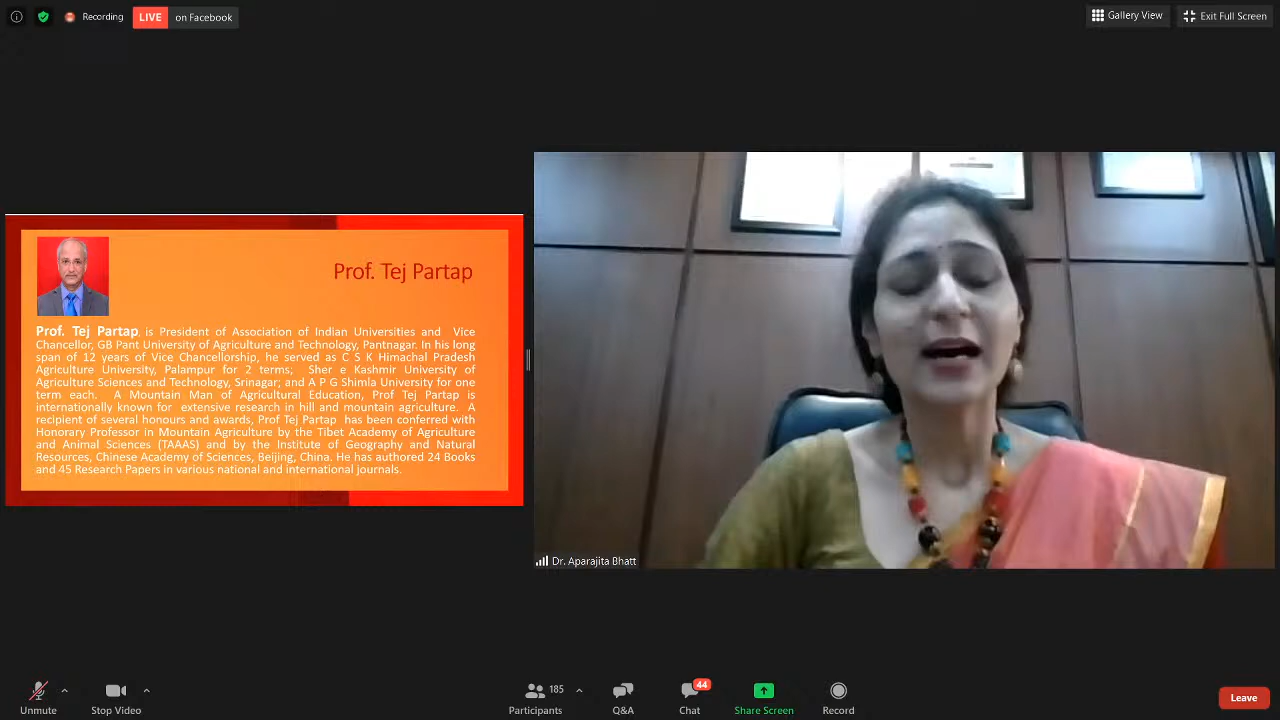 Recording
LIVE on Facebook
Gallery View
Exit Full Screen
Prof. Tej Partap
Prof. Tej Partap is President of Association of Indian Universities and Vice
Chancellor, GB Pant University of Agriculture and Technology, Pantnagar. In his long
span of 12 years of Vice Chancellorship, he served as C S K Himachal Pradesh
Agriculture University, Palampur for 2 terms; Sher e Kashmir University of
Agriculture Sciences and Technology, Srinagar; and A P G Shimla University for one
term each. A Mountain Man of Agricultural Education, Prof Tej Partap is
internationally known for extensive research in hill and mountain agriculture. A
recipient of several honours and awards, Prof Tej Partap has been conferred with
Honorary Professor in Mountain Agriculture by the Tibet Academy of Agriculture
and Animal Sciences (TAAAS) and by the Institute of Geography and Natural
Resources, Chinese Academy of Sciences, Beijing, China. He has authored 24 Books
and 45 Research Papers in various national and international journals.
Dr. Aparajita Bhatt
Unmute
Stop Video
185
Participants
Q&A
44
Chat
Share Screen
Record
Leave